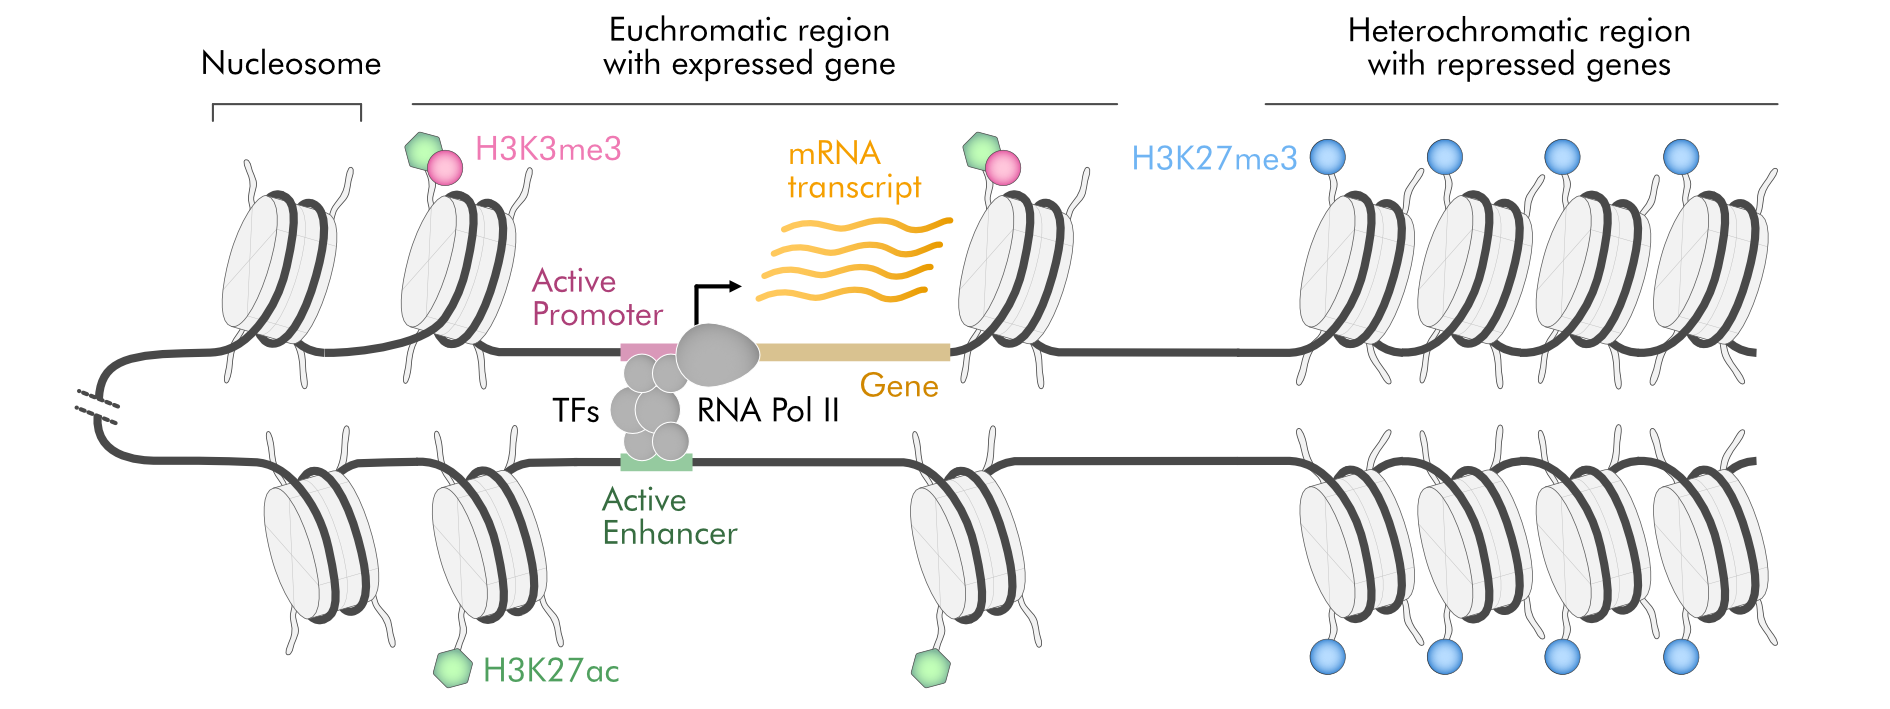 Nucleosome
Euchromatic region
with expressed gene
Heterochromatic region
with repressed genes
H3K3me3
mRNA
transcript
H3K27me3
Active
Promoter
Gene
TFs
RNA Pol II
Active
Enhancer
H3K27ac